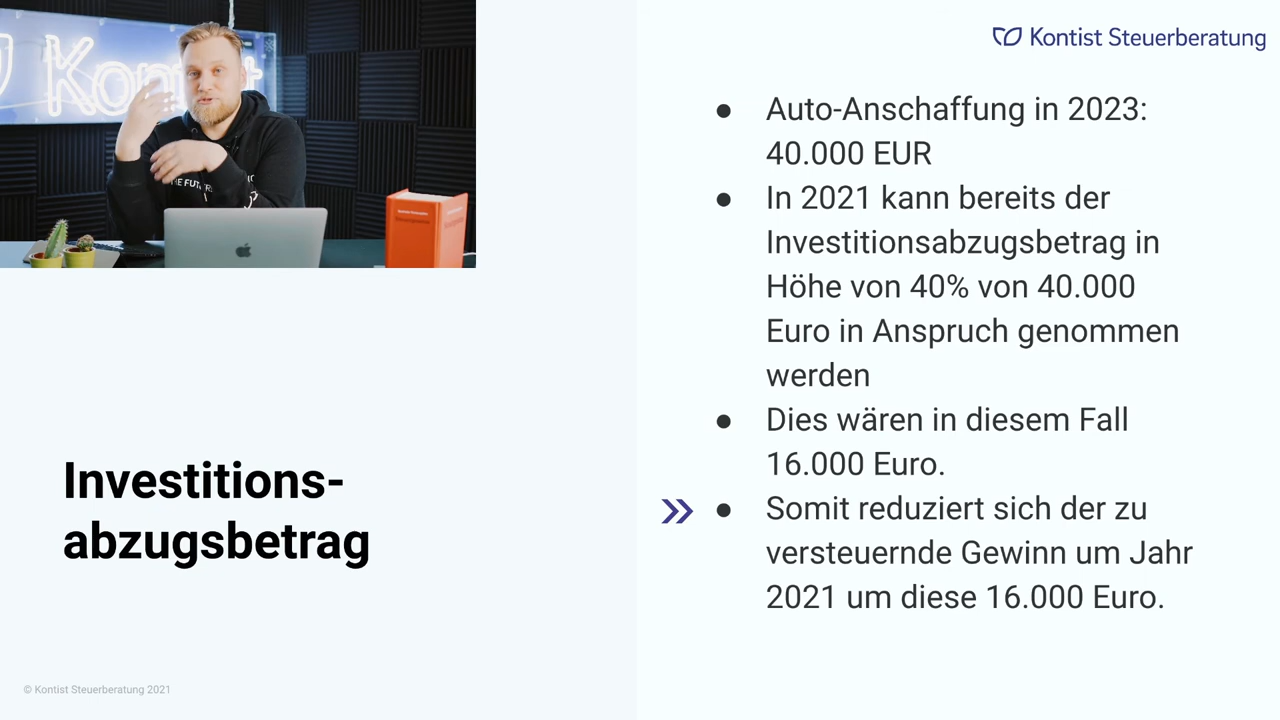 Kontist
Kontist Steuerberatung
Auto-Anschaffung in 2023:
40.000 EUR
In 2021 kann bereits der
Investitionsabzugsbetrag in
Höhe von 40% von 40.000
Euro in Anspruch genommen
werden
Dies wären in diesem Fall
16.000 Euro.
Somit reduziert sich der zu
versteuernde Gewinn um Jahr
2021 um diese 16.000 Euro.
Investitions-
abzugsbetrag
© Kontist Steuerberatung 2021